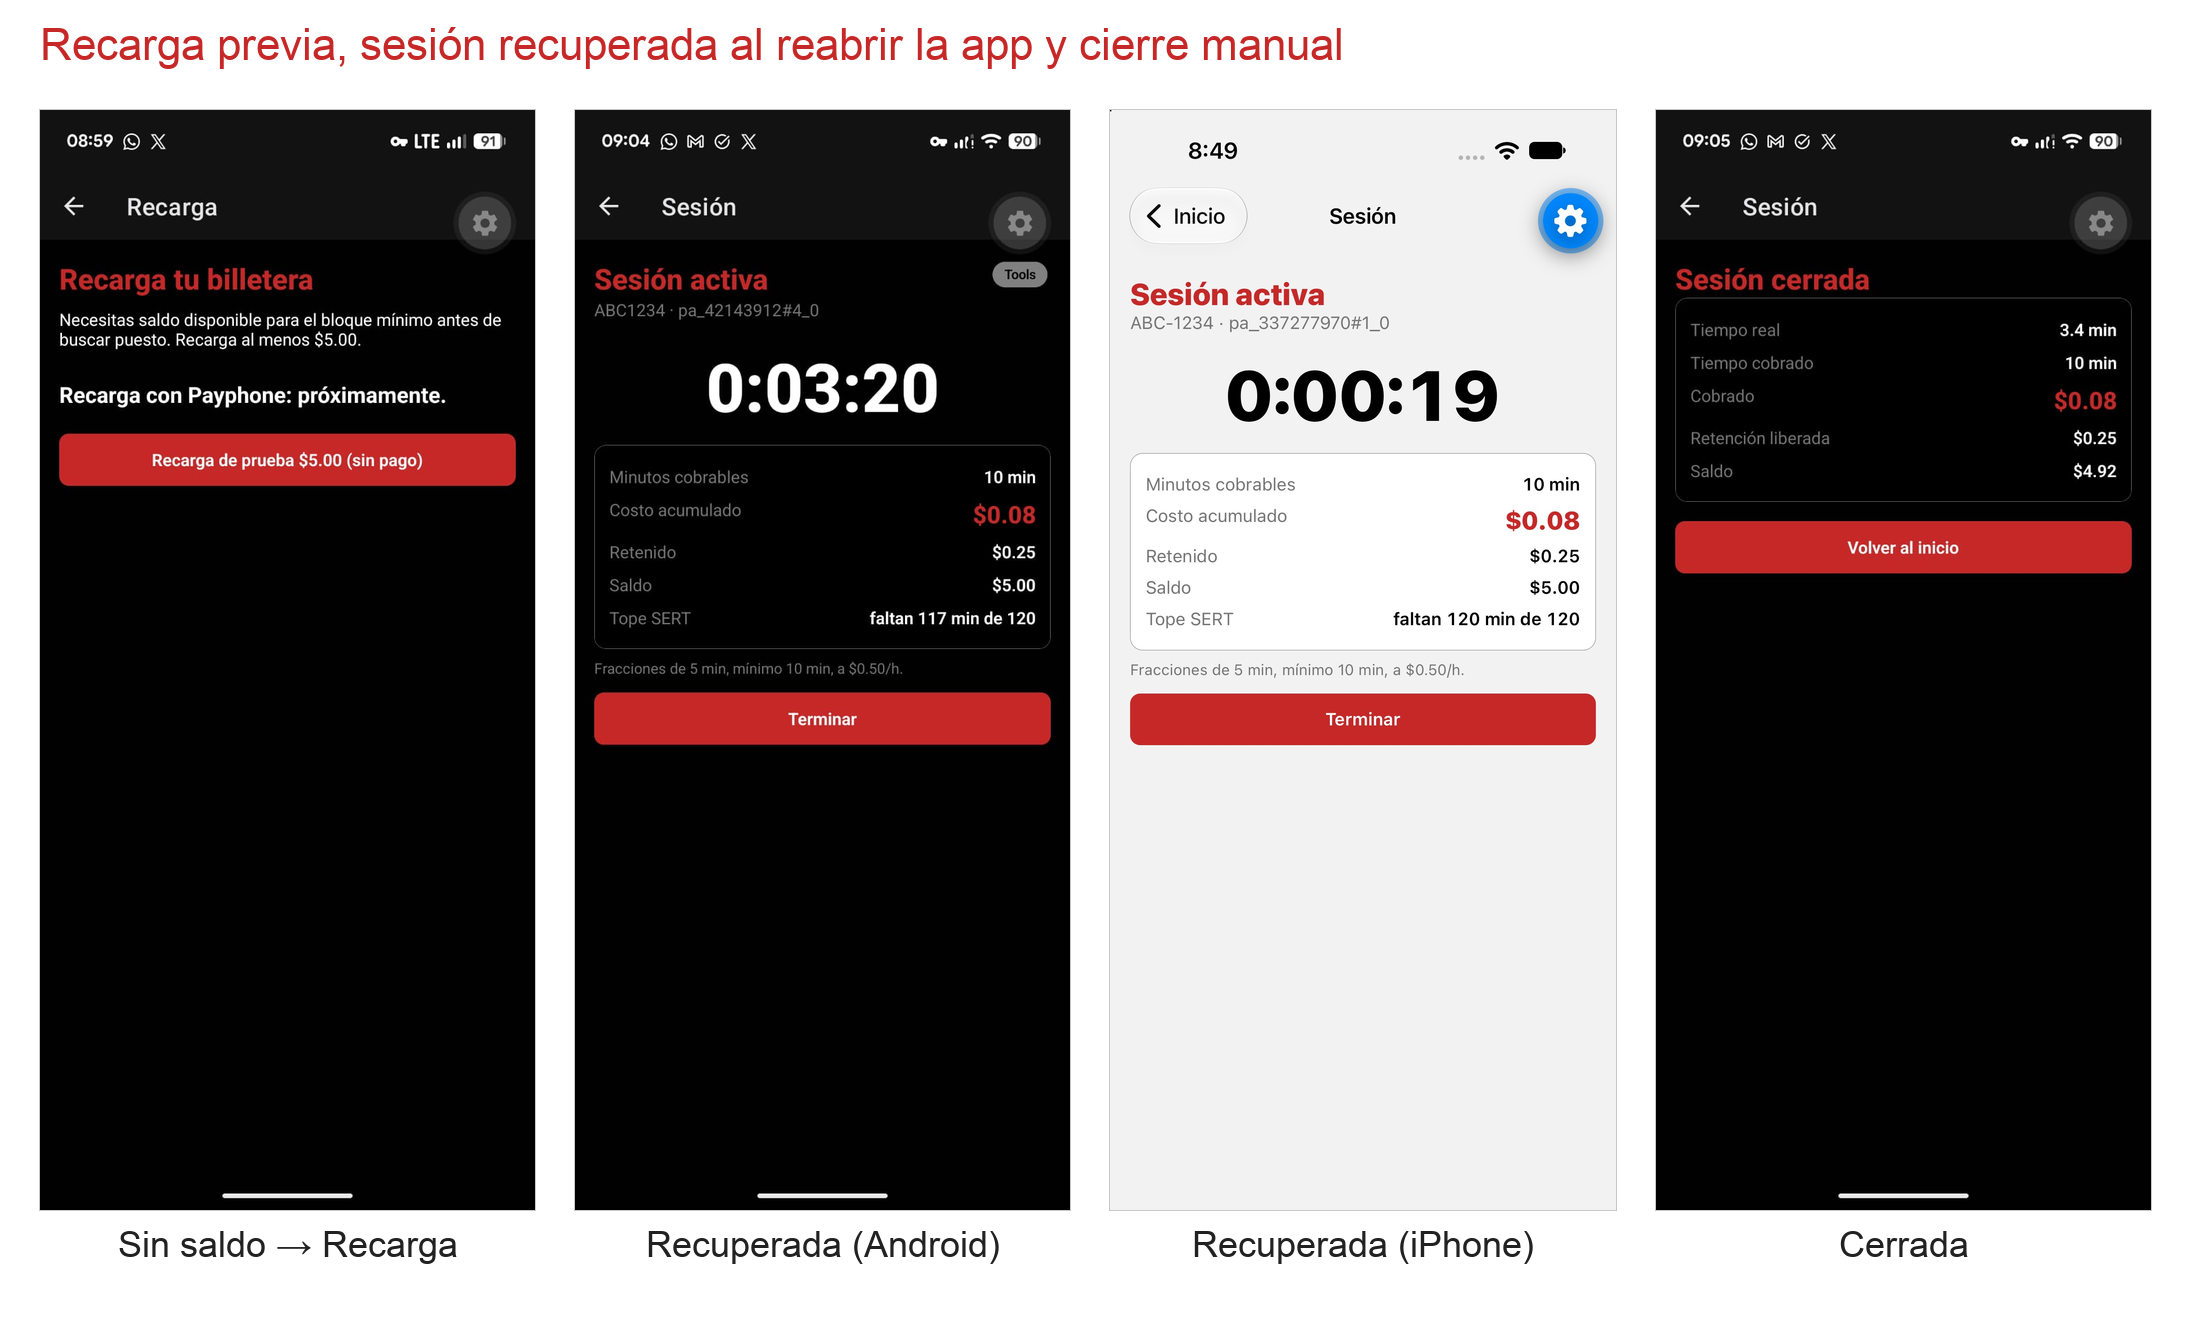 Recarga previa, sesión recuperada al reabrir la app y cierre manual
08:59 LTE 91
Recarga
Recarga tu billetera
Necesitas saldo disponible para el bloque mínimo antes de
buscar puesto. Recarga al menos $5.00.
Recarga con Payphone: próximamente.
Recarga de prueba $5.00 (sin pago)
Sin saldo → Recarga
09:04 90
Sesión
Tools
Sesión activa
ABC1234 · pa_42143912#4_0
0:03:20
Minutos cobrables 10 min
Costo acumulado $0.08
Retenido $0.25
Saldo $5.00
Tope SERT faltan 117 min de 120
Fracciones de 5 min, mínimo 10 min, a $0.50/h.
Terminar
Recuperada (Android)
8:49
Inicio Sesión
Sesión activa
ABC-1234 · pa_337277970#1_0
0:00:19
Minutos cobrables 10 min
Costo acumulado $0.08
Retenido $0.25
Saldo $5.00
Tope SERT faltan 120 min de 120
Fracciones de 5 min, mínimo 10 min, a $0.50/h.
Terminar
Recuperada (iPhone)
09:05 90
Sesión
Sesión cerrada
Tiempo real 3.4 min
Tiempo cobrado 10 min
Cobrado $0.08
Retención liberada $0.25
Saldo $4.92
Volver al inicio
Cerrada